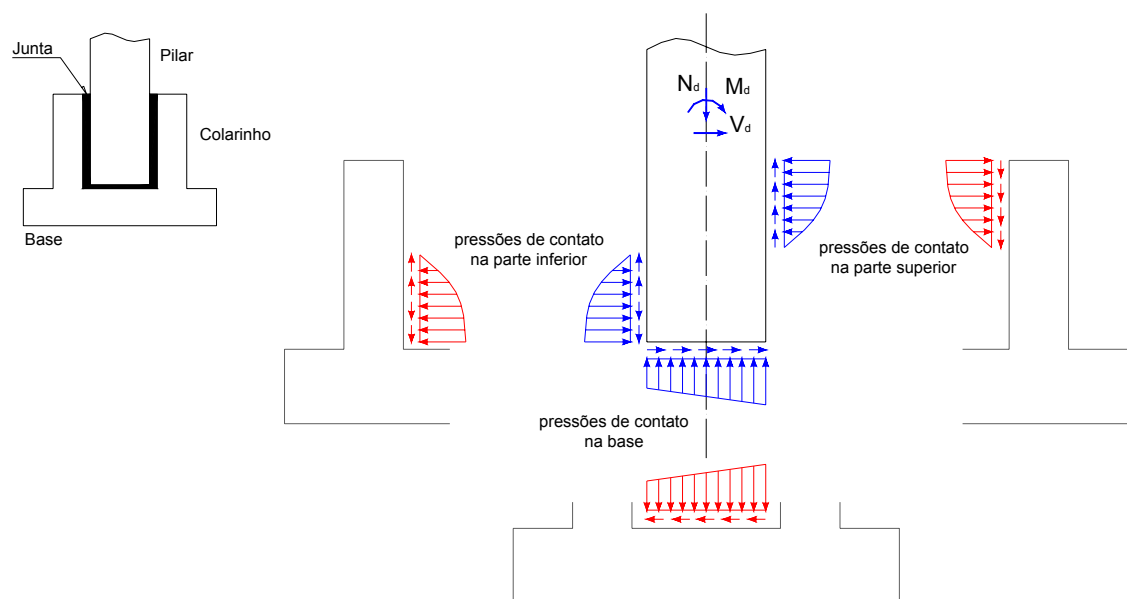 Junta
Pilar
Colarinho
Base
Nd
Md
Vd
pressões de contato
na parte inferior
pressões de contato
na parte superior
pressões de contato
na base